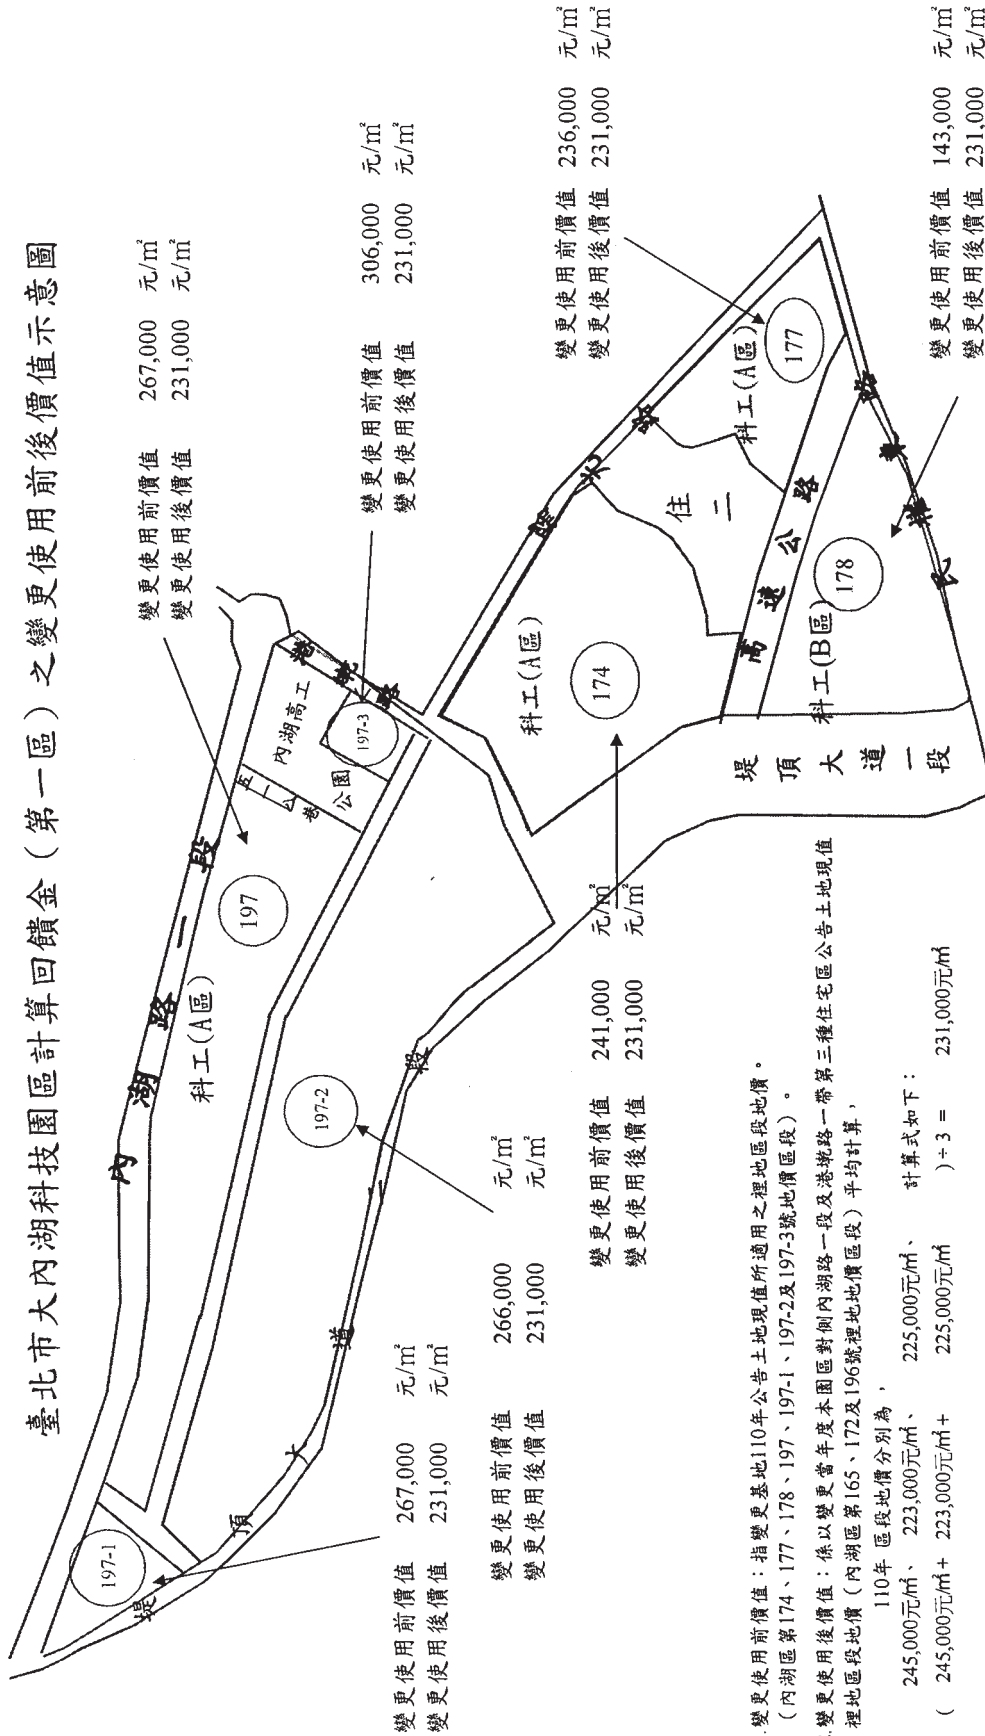 臺北市大內湖科技園區計算回饋金（第一區）之變更使用前後價值示意圖
變更使用前價值 267,000 元/㎡
變更使用後價值 231,000 元/㎡
變更使用前價值 306,000 元/㎡
變更使用後價值 231,000 元/㎡
變更使用前價值 236,000 元/㎡
變更使用後價值 231,000 元/㎡
變更使用前價值 143,000 元/㎡
變更使用後價值 231,000 元/㎡
內湖路一段
科工(A區)
197
五一八巷
內湖高工
公園
197-3
港墘路
197-1
197-2
堤頂大道二段
科工(A區)
174
住二
科工(A區)
177
高速公路
科工(B區)
178
民權東路
堤頂大道一段
變更使用前價值 267,000 元/㎡
變更使用後價值 231,000 元/㎡
變更使用前價值 266,000 元/㎡
變更使用後價值 231,000 元/㎡
變更使用前價值 241,000 元/㎡
變更使用後價值 231,000 元/㎡
變更使用前價值：指變更基地110年公告土地現值所適用之裡地區段地價。
（內湖區第174、177、178、197、197-1、197-2及197-3號地價區段）。
變更使用後價值：係以變更當年度本園區對側內湖路一段及港墘路一帶第三種住宅區公告土地現值
裡地區段地價（內湖區第165、172及196號裡地地價區段）平均計算，
110年 區段地價分別為，
245,000元/㎡、 223,000元/㎡、 225,000元/㎡、 計算式如下：
( 245,000元/㎡+ 223,000元/㎡+ 225,000元/㎡ )÷3＝ 231,000元/㎡